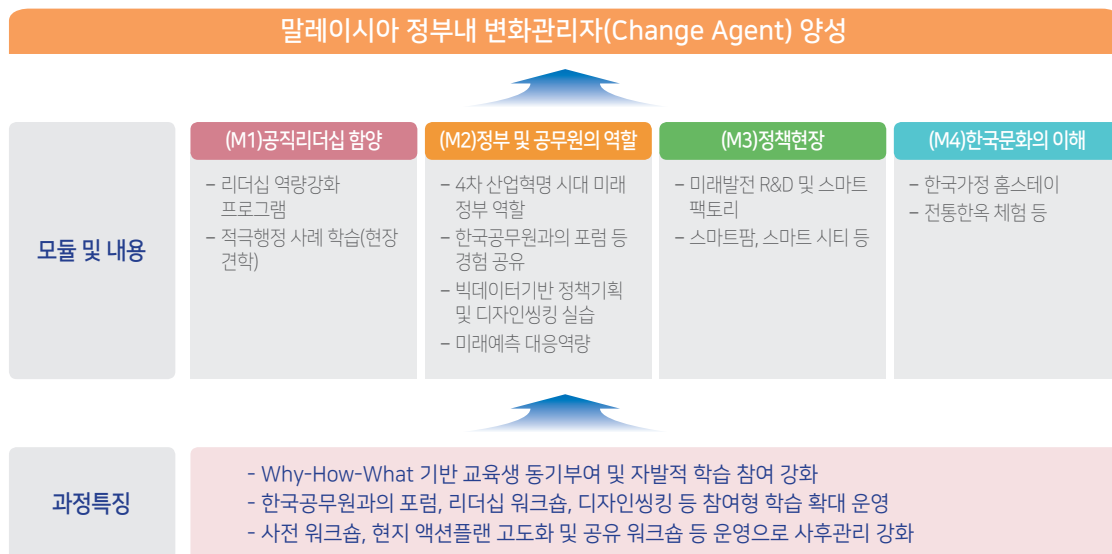 말레이시아 정부내 변화관리자(Change Agent) 양성
모듈 및 내용
(M1)공직리더십 함양
– 리더십 역량강화
프로그램
– 적극행정 사례 학습(현장
견학)
(M2)정부 및 공무원의 역할
– 4차 산업혁명 시대 미래
정부 역할
– 한국공무원과의 포럼 등
경험 공유
– 빅데이터기반 정책기획
및 디자인씽킹 실습
– 미래예측 대응역량
(M3)정책현장
– 미래발전 R&D 및 스마트
팩토리
– 스마트팜, 스마트 시티 등
(M4)한국문화의 이해
– 한국가정 홈스테이
– 전통한옥 체험 등
과정특징
- Why-How-What 기반 교육생 동기부여 및 자발적 학습 참여 강화
- 한국공무원과의 포럼, 리더십 워크숍, 디자인씽킹 등 참여형 학습 확대 운영
- 사전 워크숍, 현지 액션플랜 고도화 및 공유 워크숍 등 운영으로 사후관리 강화